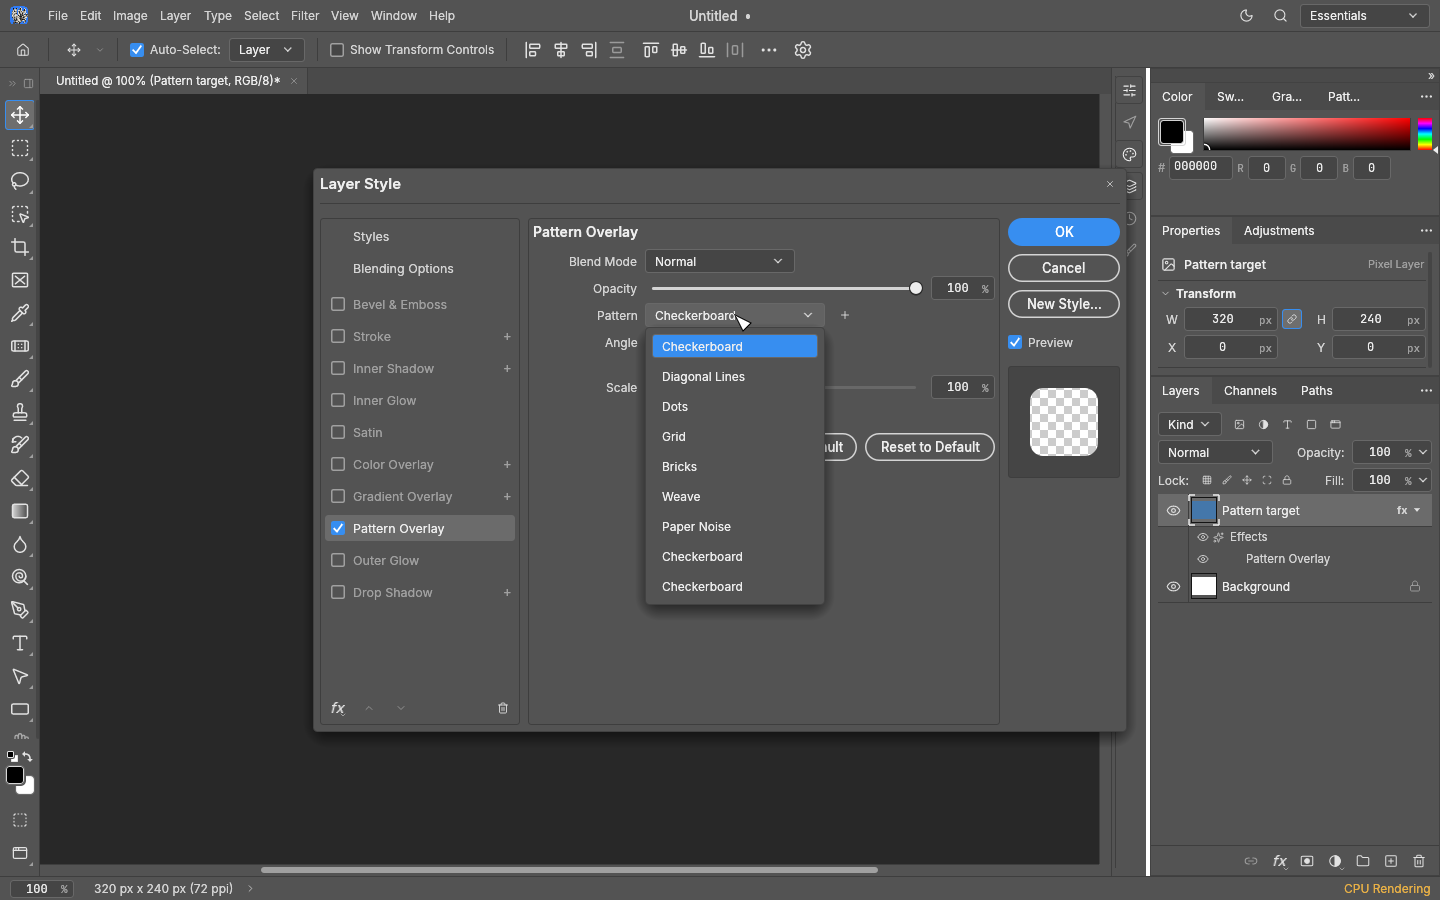 File Edit Image Layer Type Select Filter View Window Help
Untitled •
Essentials
Auto-Select: Layer
Show Transform Controls
Untitled @ 100% (Pattern target, RGB/8)* ×
Layer Style
Styles
Blending Options
Bevel & Emboss
Stroke +
Inner Shadow +
Inner Glow
Satin
Color Overlay +
Gradient Overlay +
Pattern Overlay
Outer Glow
Drop Shadow +
fx
Pattern Overlay
Blend Mode Normal
Opacity 100 %
Pattern Checkerboard +
Angle
Scale 100 %
Checkerboard
Diagonal Lines
Dots
Grid
Bricks
Weave
Paper Noise
Checkerboard
Checkerboard
ault
Reset to Default
OK
Cancel
New Style...
Preview
Color Sw... Gra... Patt...
# 000000 R 0 G 0 B 0
Properties Adjustments
Pattern target Pixel Layer
Transform
W 320 px H 240 px
X 0 px Y 0 px
Layers Channels Paths
Kind
Normal Opacity: 100 %
Lock: Fill: 100 %
Pattern target fx
Effects
Pattern Overlay
Background
fx
100 % 320 px x 240 px (72 ppi)
CPU Rendering